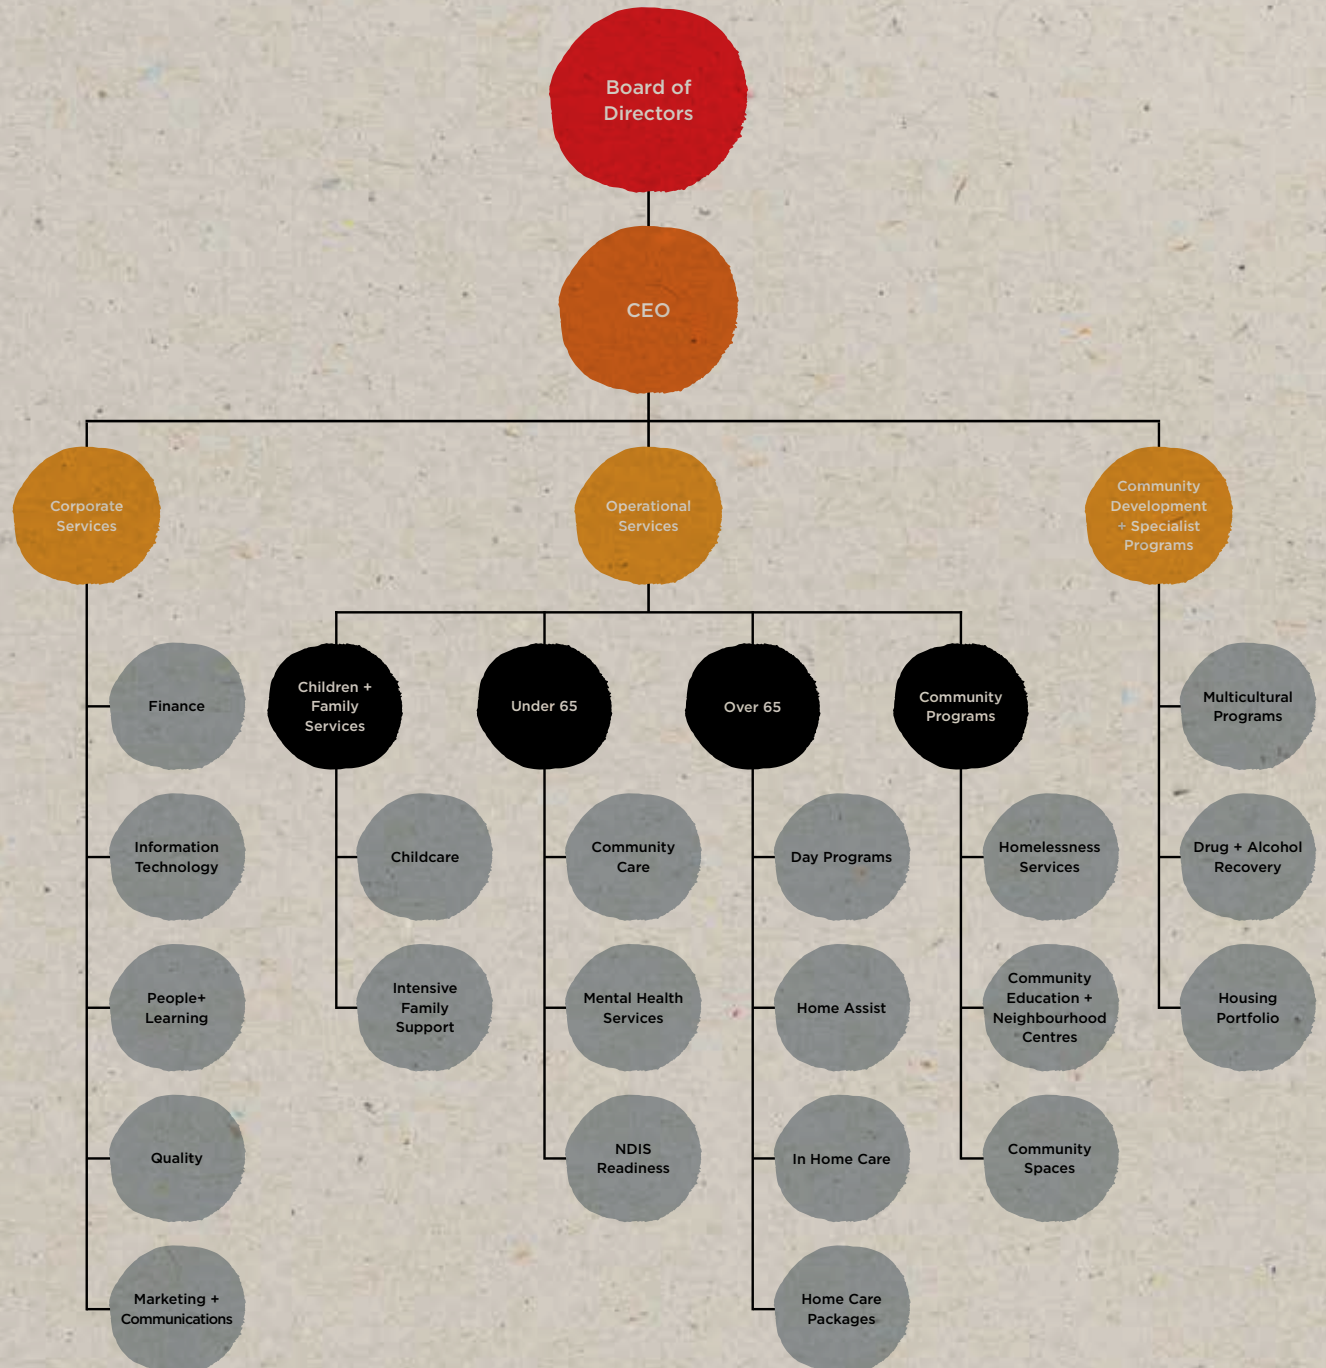 Board of
Directors
CEO
Corporate
Services
Operational
Services
Community
Development
+ Specialist
Programs
Finance
Information
Technology
People+
Learning
Quality
Marketing +
Communications
Children +
Family
Services
Childcare
Intensive
Family
Support
Under 65
Community
Care
Mental Health
Services
NDIS
Readiness
Over 65
Day Programs
Home Assist
In Home Care
Home Care
Packages
Community
Programs
Homelessness
Services
Community
Education +
Neighbourhood
Centres
Community
Spaces
Multicultural
Programs
Drug + Alcohol
Recovery
Housing
Portfolio